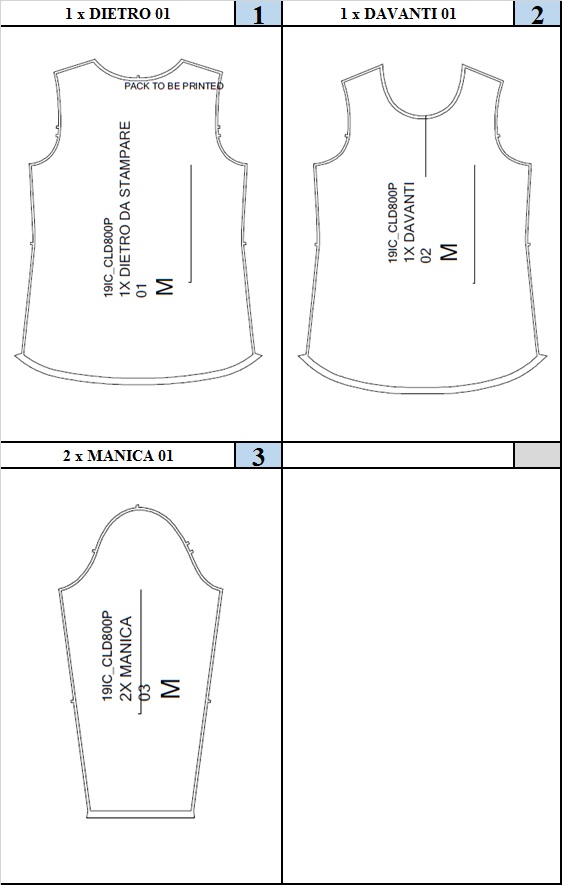 1 x DIETRO 01
1
1 x DAVANTI 01
2
PACK TO BE PRINTED
19IC_CLD800P
1X DIETRO DA STAMPARE
01
M
19IC_CLD800P
1X DAVANTI
02
M
2 x MANICA 01
3
19IC_CLD800P
2X MANICA
03
M